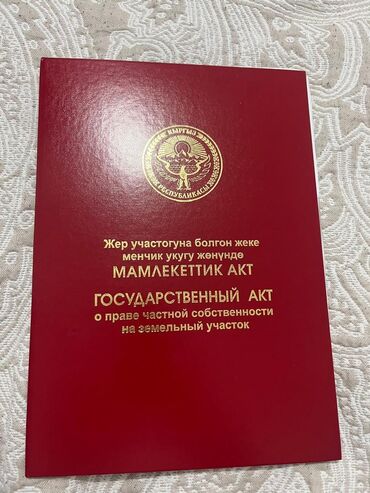 КЫРГЫЗ
РЕСПУБЛИКАСЫ
Жер участогуна болгон жеке
менчик укугу жөнүндө
МАМЛЕКЕТТИК АКТ
ГОСУДАРСТВЕННЫЙ АКТ
о праве частной собственности
на земельный участок